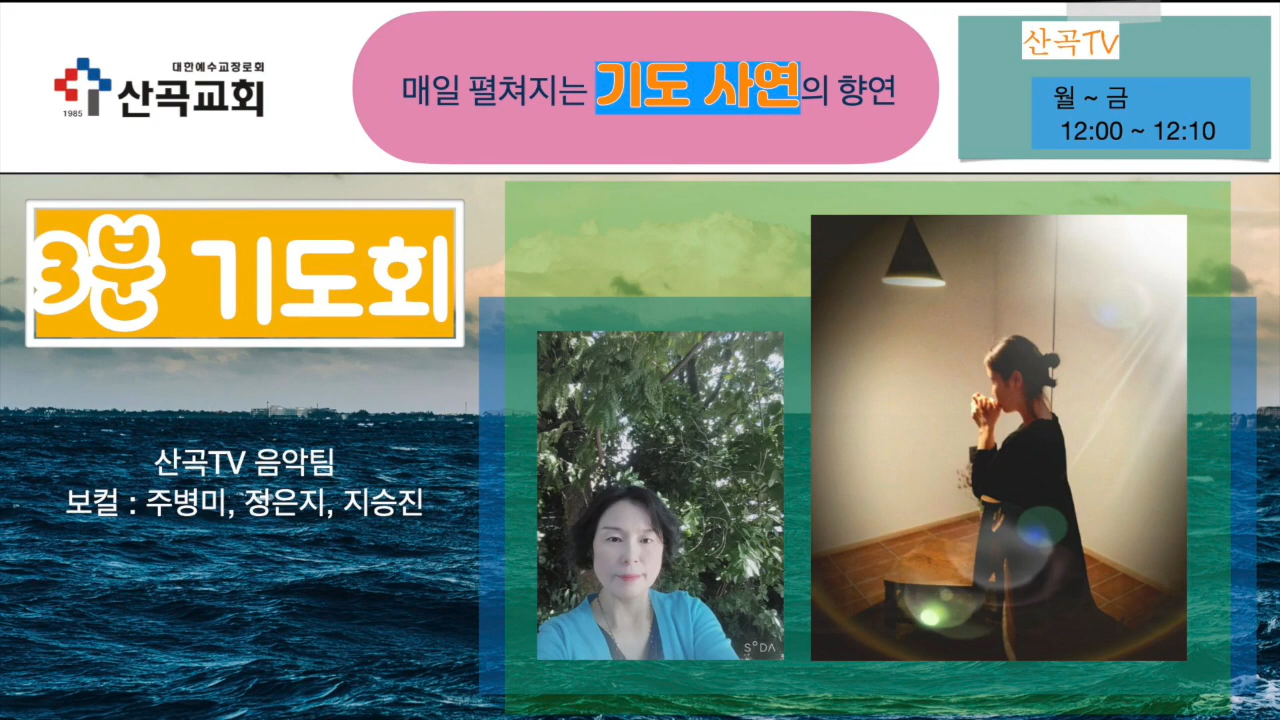 대한예수교장로회
산곡교회
1985
매일 펼쳐지는 기도 사연의 향연
산곡TV
월 ~ 금
12:00 ~ 12:10
3분 기도회
산곡TV 음악팀
보컬 : 주병미, 정은지, 지승진
SODA